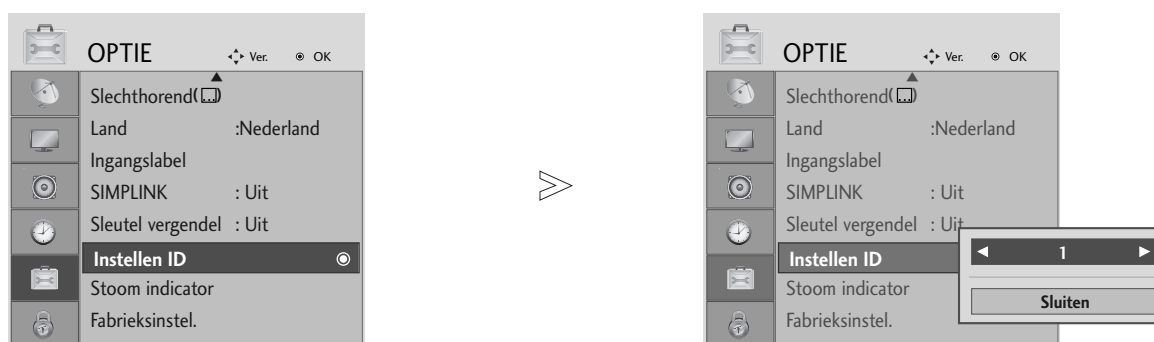 OPTIE Ver. OK
Slechthorend( )
Land :Nederland
Ingangslabel
SIMPLINK : Uit
Sleutel vergendel : Uit
Instellen ID
Stoom indicator
Fabrieksinstel.
OPTIE Ver. OK
Slechthorend( )
Land :Nederland
Ingangslabel
SIMPLINK : Uit
Sleutel vergendel : Uit
Instellen ID
1
Stoom indicator
Sluiten
Fabrieksinstel.